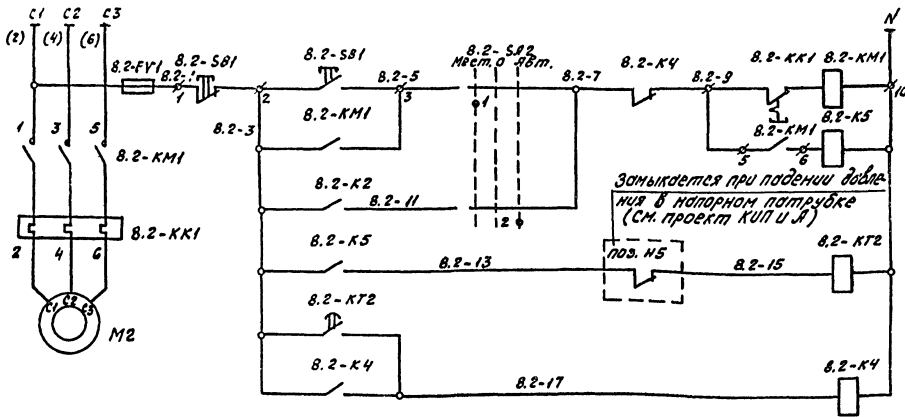 C1 C2 C3 N
(2) (4) (6)
8.2-FV1 8.2-SB1 8.2-SB1 8.2-SA2 8.2-K4 8.2-KK1 8.2-KM1
8.2-1 8.2-5 Мест. 0 Авт. 8.2-7 8.2-9
1 2 3 1 10
8.2-3 8.2-KM1 8.2-KM1 8.2-K5
1 3 5 8.2-KM1 5 6
Замыкается при падении давле-
ния в напорном патрубке
(См. проект КИП и А)
8.2-K2 8.2-11 2
8.2-KK1
2 4 6
8.2-K5 8.2-13 поз. N5 8.2-15 8.2-KT2
C1 C2 C3
M2
8.2-KT2
8.2-K4 8.2-17 8.2-K4